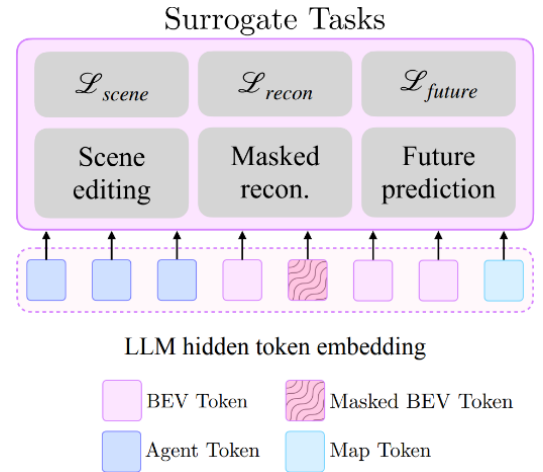 Surrogate Tasks
ℒscene ℒrecon ℒfuture
Scene editing Masked recon. Future prediction
LLM hidden token embedding
BEV Token Masked BEV Token
Agent Token Map Token